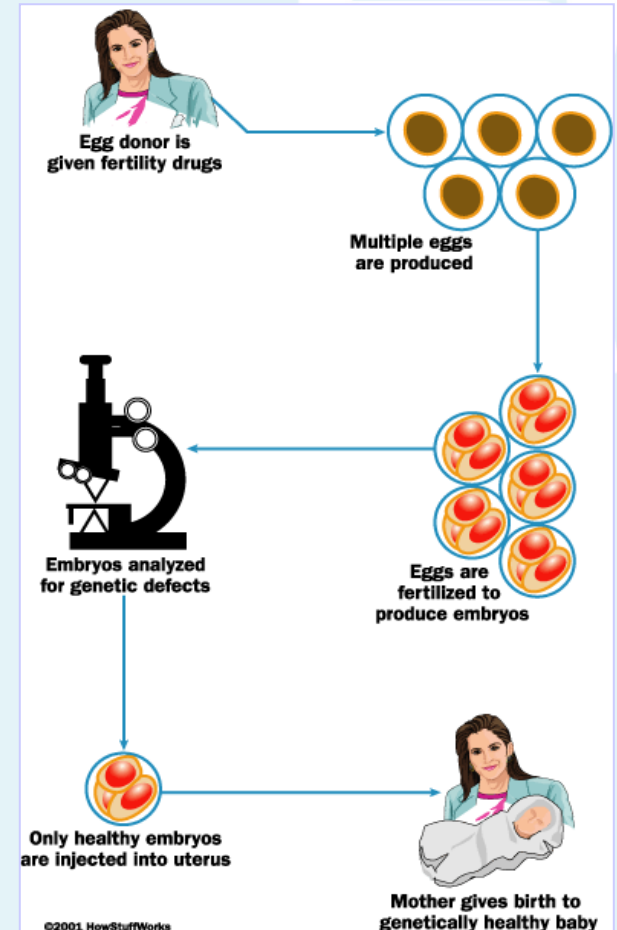 Egg donor is
given fertility drugs
Multiple eggs
are produced
Embryos analyzed
for genetic defects
Eggs are
fertilized to
produce embryos
Only healthy embryos
are injected into uterus
Mother gives birth to
genetically healthy baby
©2001 HowStuffWorks